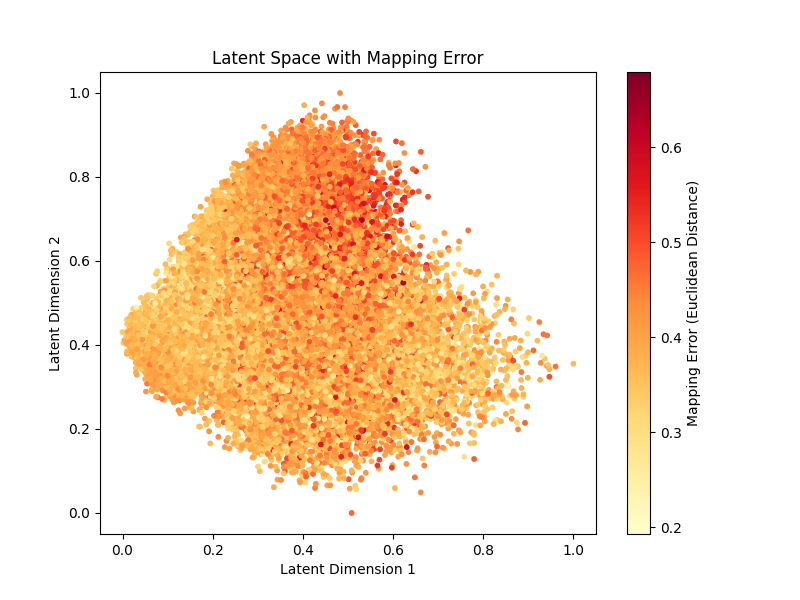 Latent Space with Mapping Error
1.0
0.8
0.6
0.4
0.2
0.0
Latent Dimension 2
0.0 0.2 0.4 0.6 0.8 1.0
Latent Dimension 1
0.6
0.5
0.4
0.3
0.2
Mapping Error (Euclidean Distance)